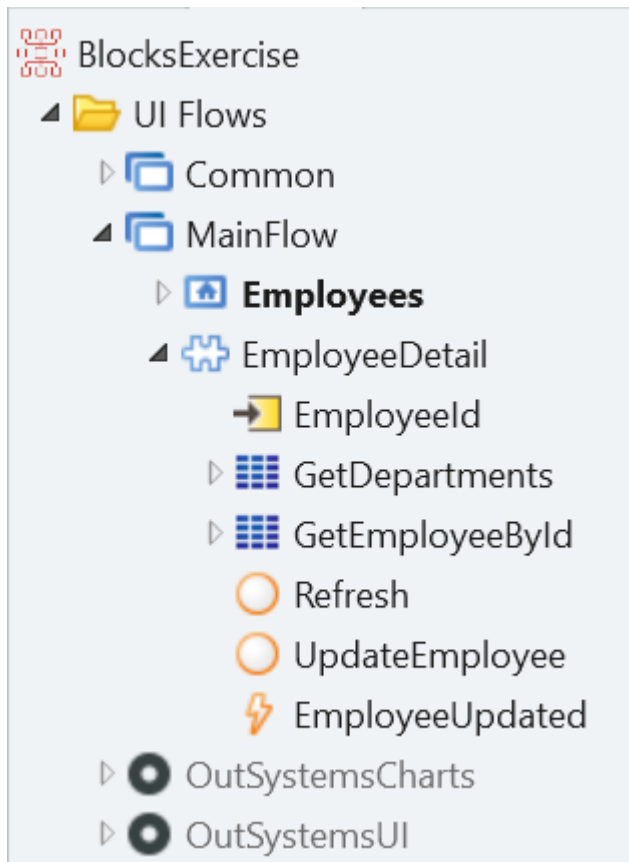 BlocksExercise
UI Flows
Common
MainFlow
Employees
EmployeeDetail
EmployeeId
GetDepartments
GetEmployeeById
Refresh
UpdateEmployee
EmployeeUpdated
OutSystemsCharts
OutSystemsUI